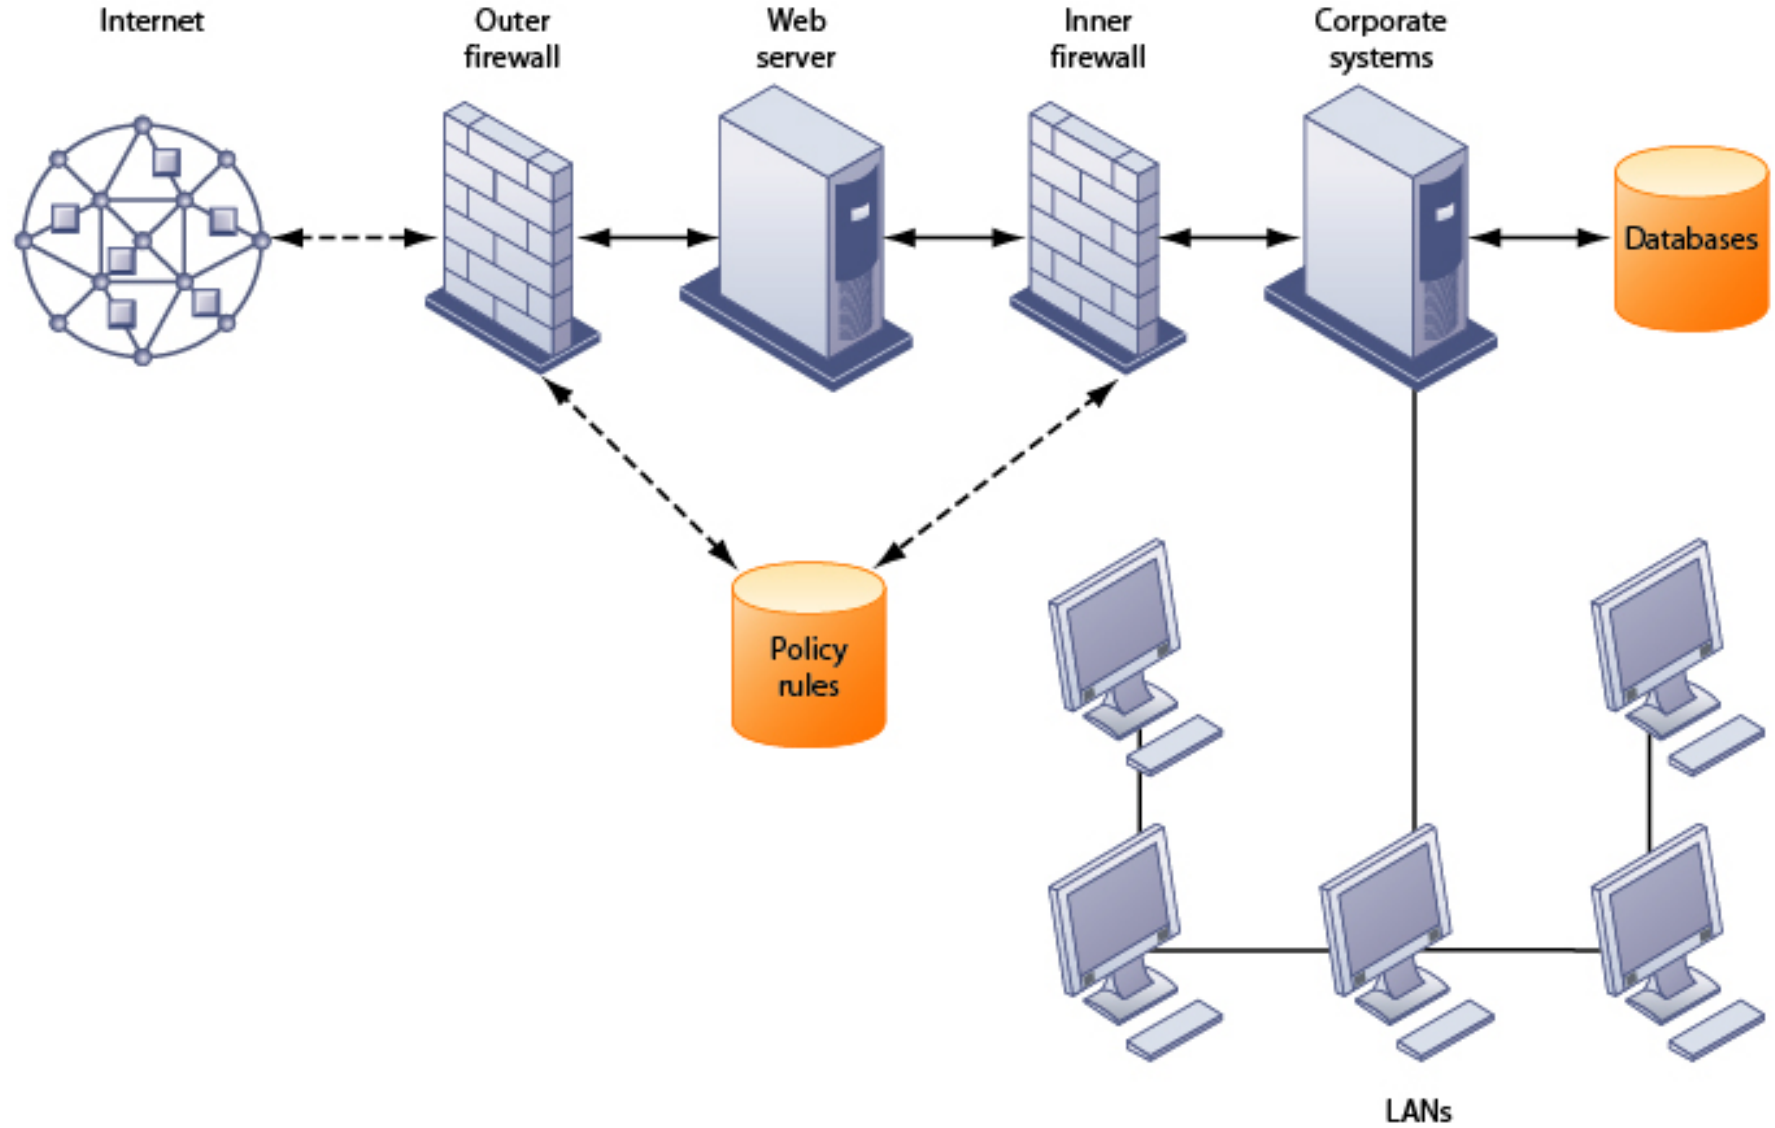 Internet
Outer
firewall
Web
server
Inner
firewall
Corporate
systems
Databases
Policy
rules
LANs